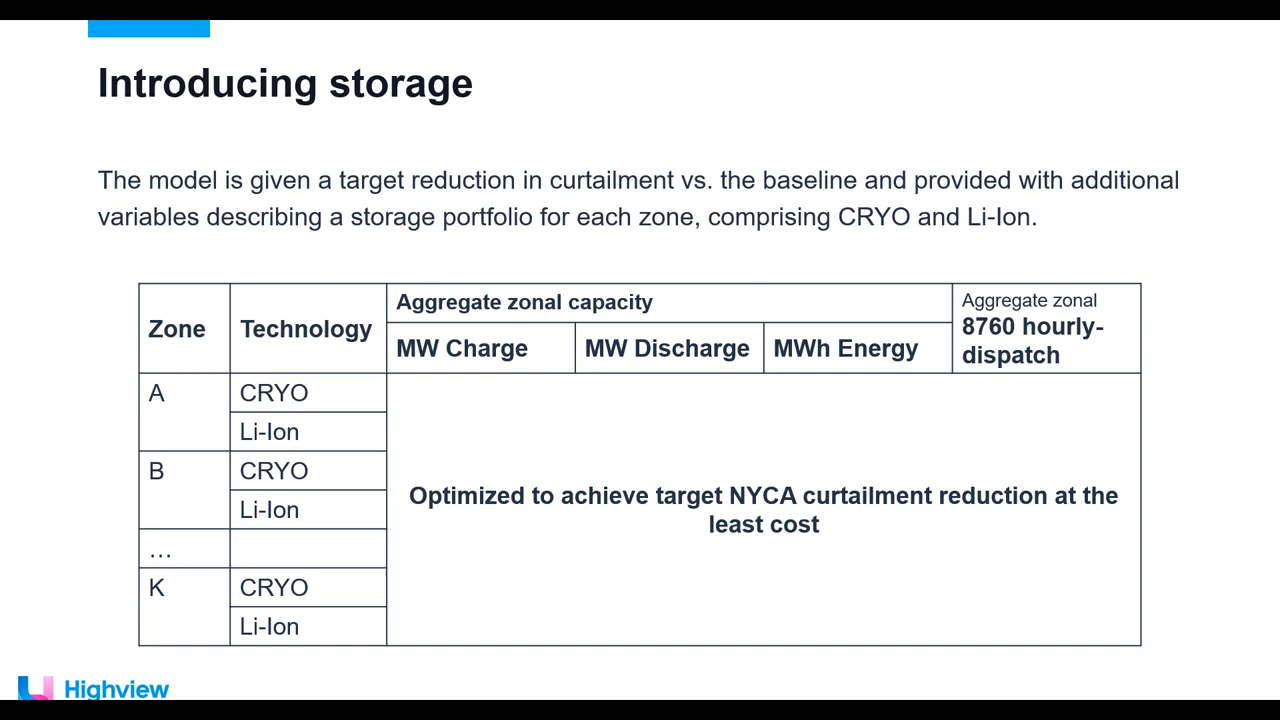 Introducing storage
The model is given a target reduction in curtailment vs. the baseline and provided with additional
variables describing a storage portfolio for each zone, comprising CRYO and Li-Ion.
Zone
Technology
Aggregate zonal capacity
MW Charge
MW Discharge
MWh Energy
Aggregate zonal
8760 hourly-
dispatch
A
CRYO
Li-Ion
B
CRYO
Li-Ion
…
K
CRYO
Li-Ion
Optimized to achieve target NYCA curtailment reduction at the
least cost
Highview